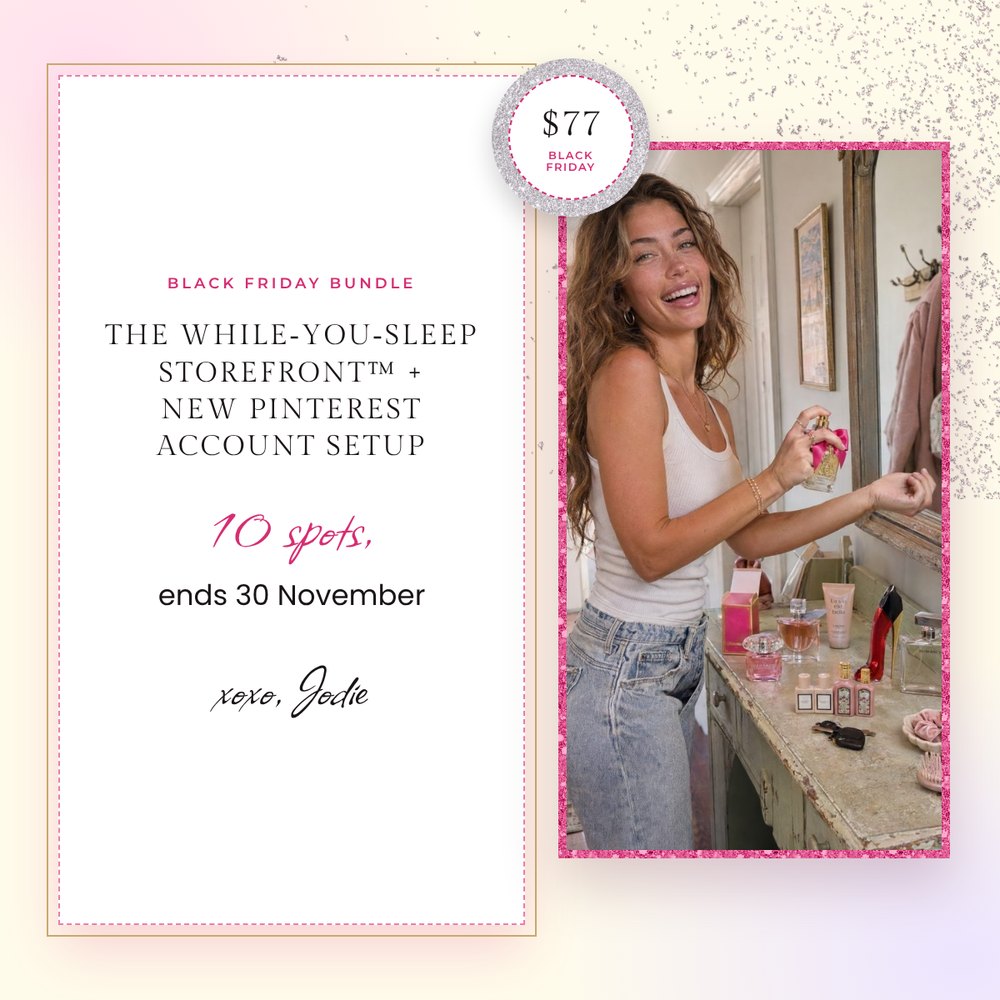 $77
BLACK
FRIDAY
BLACK FRIDAY BUNDLE
THE WHILE-YOU-SLEEP
STOREFRONT™ +
NEW PINTEREST
ACCOUNT SETUP
10 spots,
ends 30 November
xoxo, Jodie